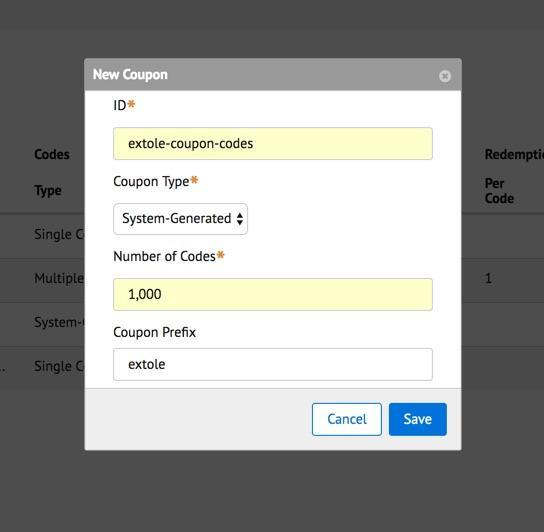 New Coupon
ID*
extole-coupon-codes
Codes
Redempti
Coupon Type*
Type
Per
Code
System-Generated
Single C
Number of Codes*
Multiple
1
1,000
System-
Coupon Prefix
..
Single C
extole
Cancel
Save